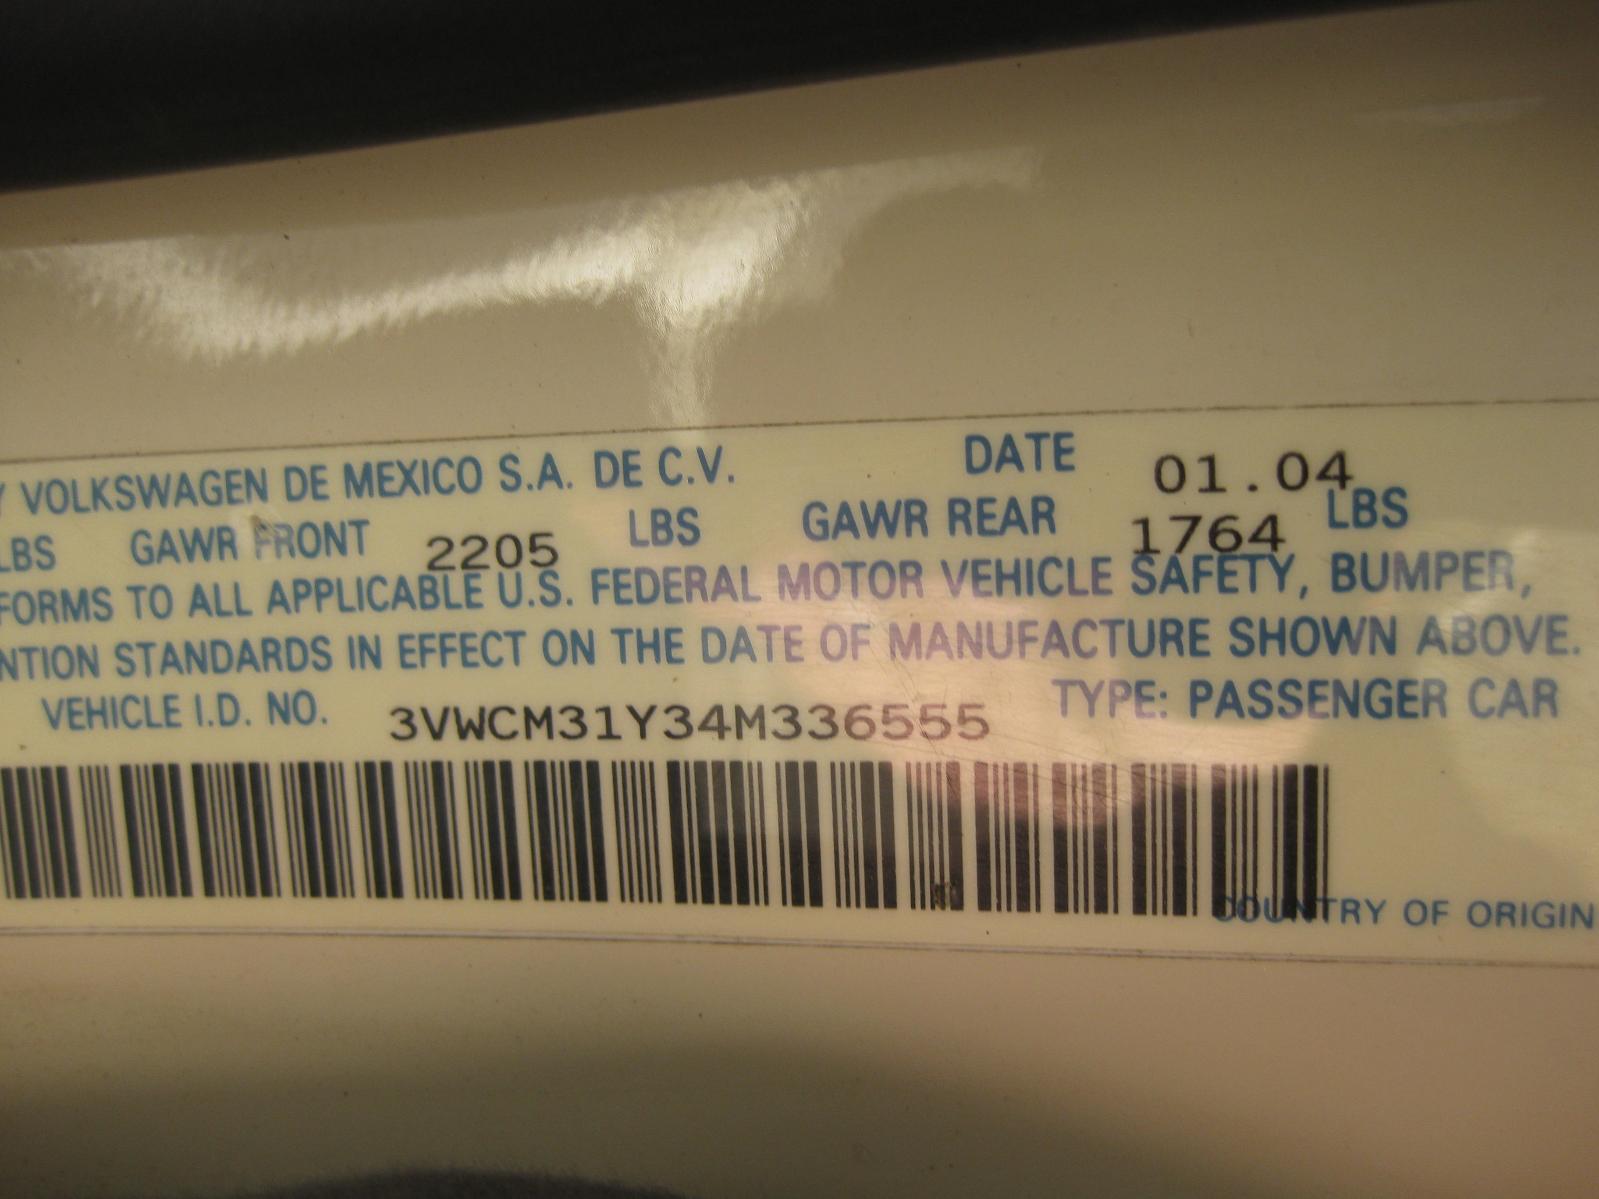 Y VOLKSWAGEN DE MEXICO S.A. DE C.V. DATE 01.04
LBS GAWR FRONT 2205 LBS GAWR REAR 1764 LBS
FORMS TO ALL APPLICABLE U.S. FEDERAL MOTOR VEHICLE SAFETY, BUMPER,
NTION STANDARDS IN EFFECT ON THE DATE OF MANUFACTURE SHOWN ABOVE.
VEHICLE I.D. NO. 3VWCM31Y34M336555 TYPE: PASSENGER CAR
COUNTRY OF ORIGIN